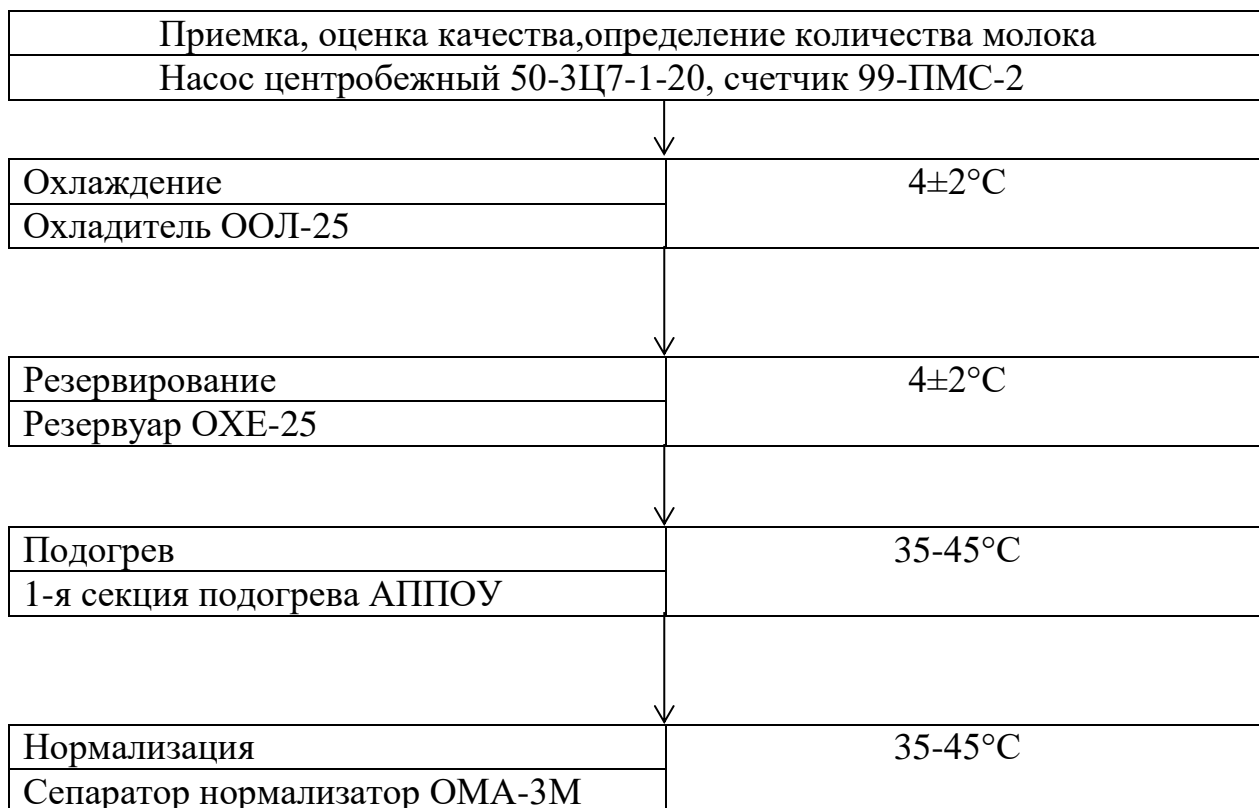 Приемка, оценка качества,определение количества молока
Насос центробежный 50-3Ц7-1-20, счетчик 99-ПМС-2
Охлаждение
4±2°С
Охладитель ООЛ-25
Резервирование
4±2°С
Резервуар ОХЕ-25
Подогрев
35-45°С
1-я секция подогрева АППОУ
Нормализация
35-45°С
Сепаратор нормализатор ОМА-3М